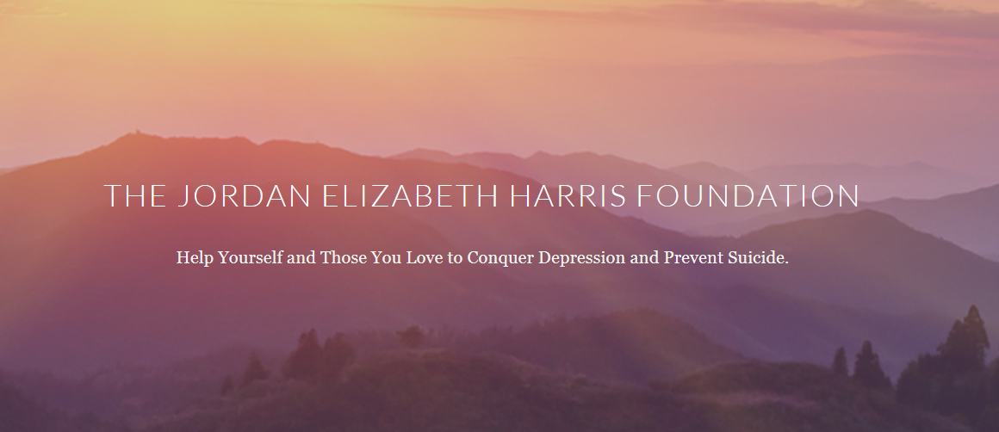 THE JORDAN ELIZABETH HARRIS FOUNDATION
Help Yourself and Those You Love to Conquer Depression and Prevent Suicide.